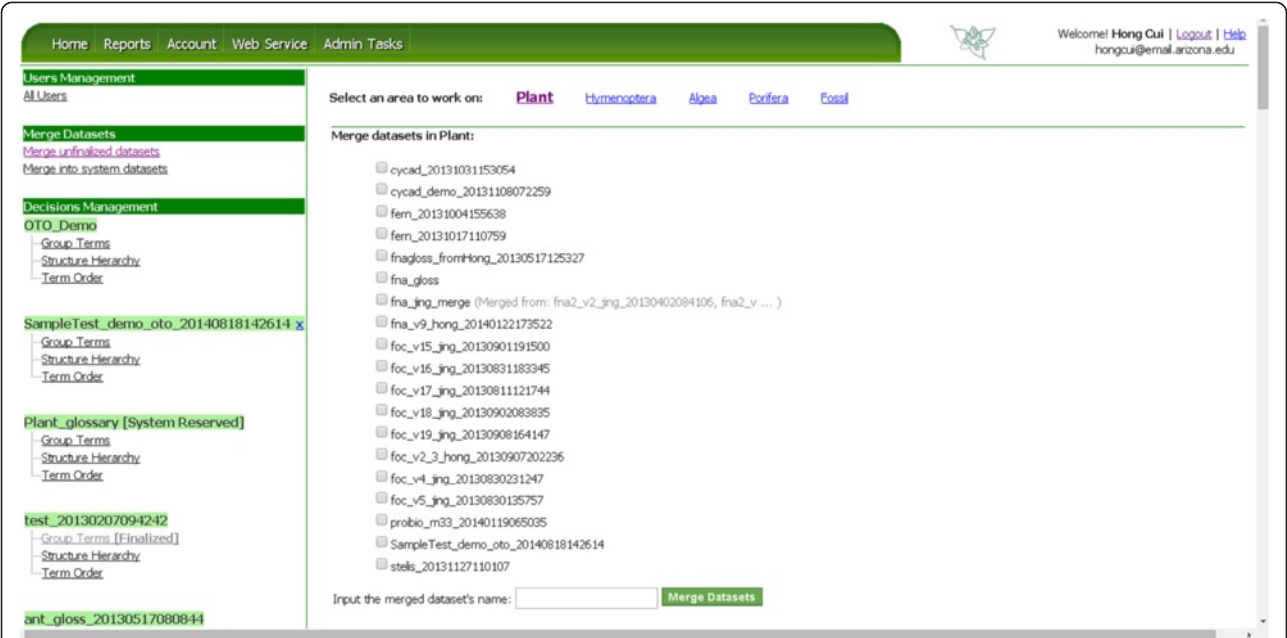 Home Reports Account Web Service Admin Tasks
Welcome! Hong Cui | Logout | Help
hongcui@email.arizona.edu
Users Management
All Users
Merge Datasets
Merge unfinalized datasets
Merge into system datasets
Decisions Management
OTO_Demo
Group Terms
Structure Hierarchy
Term Order
SampleTest_demo_oto_20140818142614 x
Group Terms
Structure Hierarchy
Term Order
Plant_glossary [System Reserved]
Group Terms
Structure Hierarchy
Term Order
test_20130207094242
Group Terms [Finalized]
Structure Hierarchy
Term Order
ant_gloss_20130517080844
Select an area to work on: Plant Hymenoptera Algea Porifera Fossil
Merge datasets in Plant:
cycad_20131031153054
cycad_demo_20131108072259
fern_20131004155638
fern_20131017110759
fnagloss_fromHong_20130517125327
fna_gloss
fna_jing_merge (Merged from: fna2_v2_jing_20130402084106, fna2_v ... )
fna_v9_hong_20140122173522
foc_v15_jing_20130901191500
foc_v16_jing_20130831183345
foc_v17_jing_20130811121744
foc_v18_jing_20130902083835
foc_v19_jing_20130908164147
foc_v2_3_hong_20130907202236
foc_v4_jing_20130830231247
foc_v5_jing_20130830135757
probio_m33_20140119065035
SampleTest_demo_oto_20140818142614
stelis_20131127110107
Input the merged dataset's name:
Merge Datasets